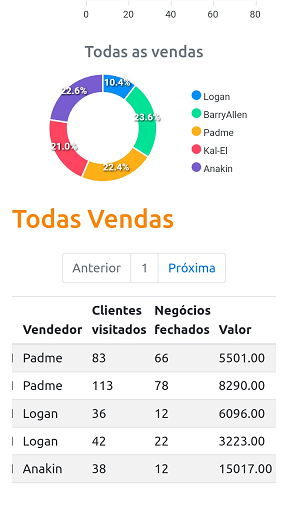 0 20 40 60 80
Todas as vendas
10.4%
22.6%
23.6%
21.0%
22.4%
Logan
BarryAllen
Padme
Kal-El
Anakin
Todas Vendas
Anterior 1 Próxima
Vendedor Clientes visitados Negócios fechados Valor
Padme 83 66 5501.00
Padme 113 78 8290.00
Logan 36 12 6096.00
Logan 42 22 3223.00
Anakin 38 12 15017.00